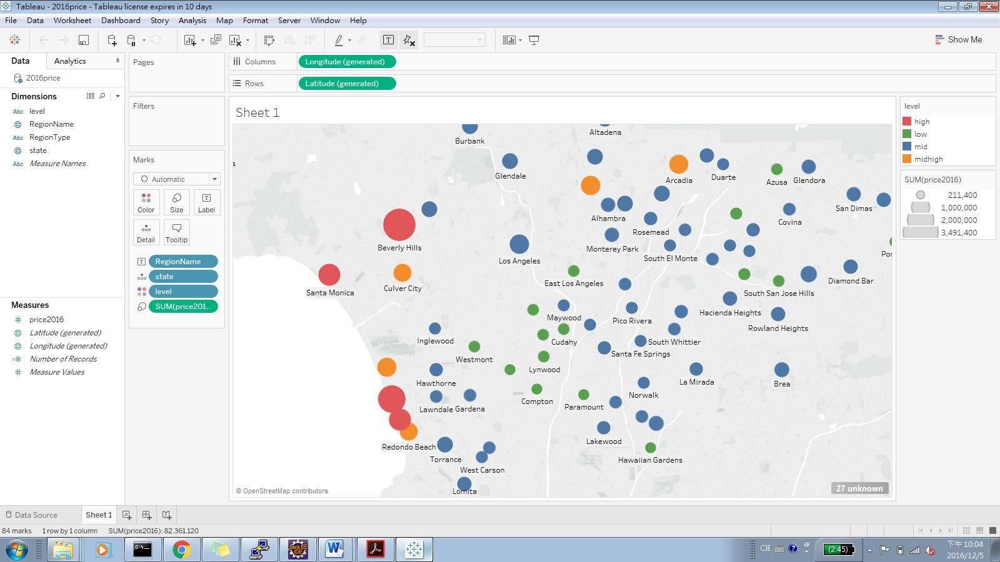 Tableau - 2016price - Tableau license expires in 10 days
File Data Worksheet Dashboard Story Analysis Map Format Server Window Help
Show Me
Data Analytics
2016price
Dimensions
Abc level
RegionName
Abc RegionType
state
Abc Measure Names
Measures
price2016
Latitude (generated)
Longitude (generated)
Number of Records
Measure Values
Pages
Filters
Marks
Automatic
Color Size Label
Detail Tooltip
RegionName
state
level
SUM(price201..
Columns Longitude (generated)
Rows Latitude (generated)
Sheet 1
Burbank
Altadena
s
Glendale
Arcadia
Duarte
Azusa
Glendora
San Dimas
Alhambra
Covina
Rosemead
Beverly Hills
Monterey Park
Los Angeles
South El Monte
Por
East Los Angeles
Diamond Bar
Santa Monica
Culver City
South San Jose Hills
Hacienda Heights
Maywood
Pico Rivera
Rowland Heights
Inglewood
Cudahy
South Whittier
Santa Fe Springs
Westmont
Lynwood
Hawthorne
La Mirada
Brea
Compton
Norwalk
Lawndale
Gardena
Paramount
Redondo Beach
Lakewood
Torrance
Hawaiian Gardens
West Carson
Lomita
© OpenStreetMap contributors
27 unknown
level
high
low
mid
midhigh
SUM(price2016)
211,400
1,000,000
2,000,000
3,491,400
Data Source Sheet 1
84 marks 1 row by 1 column SUM(price2016): 82,361,120
CH
(2:45)
下午 10:04
2016/12/5